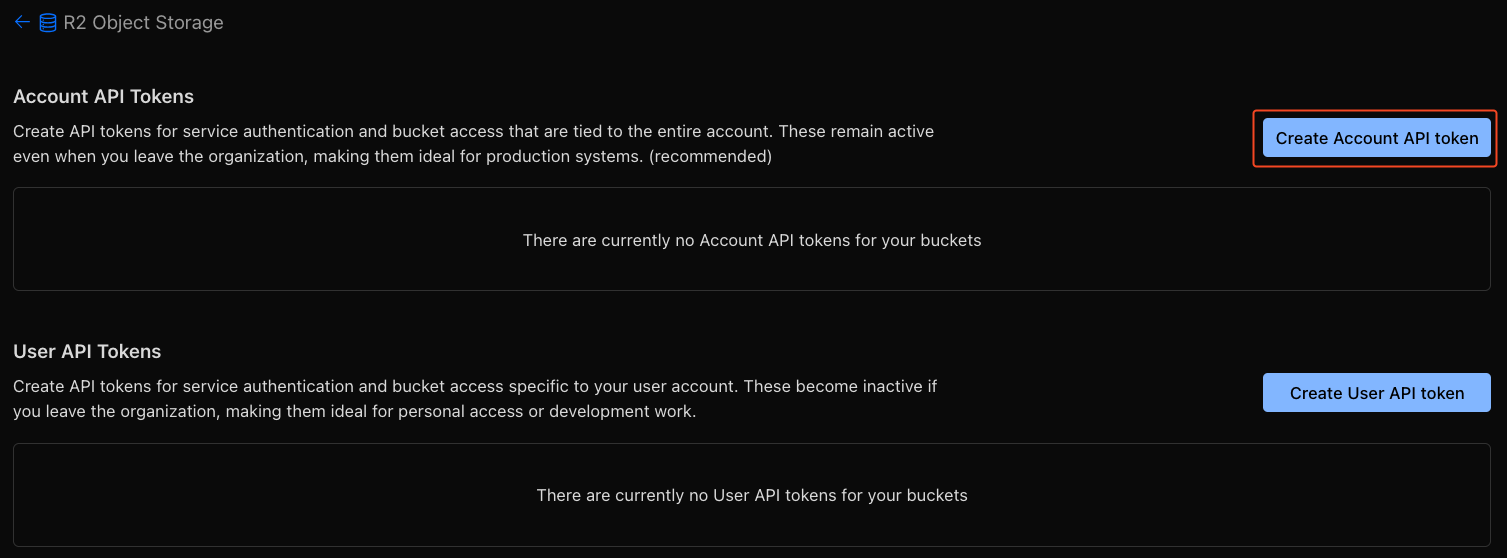 R2 Object Storage
Account API Tokens
Create API tokens for service authentication and bucket access that are tied to the entire account. These remain active
even when you leave the organization, making them ideal for production systems. (recommended)
Create Account API token
There are currently no Account API tokens for your buckets
User API Tokens
Create API tokens for service authentication and bucket access specific to your user account. These become inactive if
you leave the organization, making them ideal for personal access or development work.
Create User API token
There are currently no User API tokens for your buckets